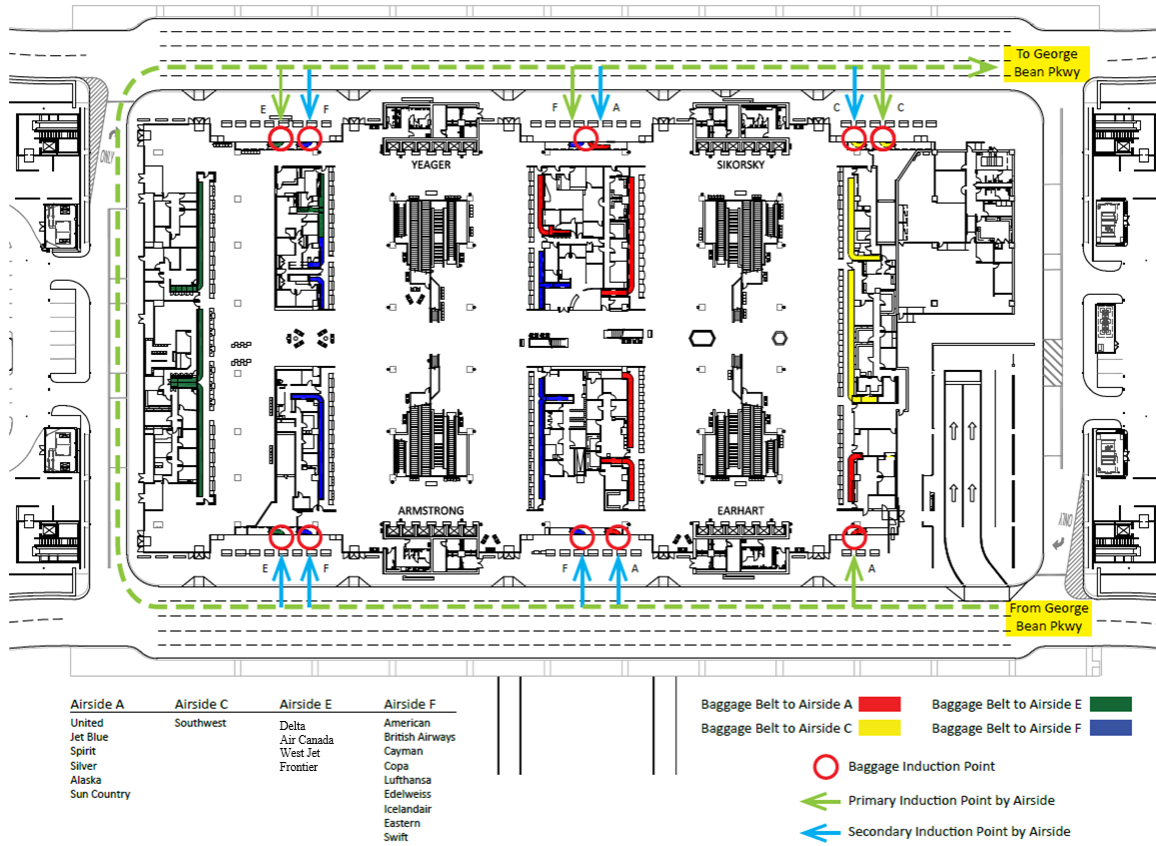 To George
Bean Pkwy
E
F
F
A
C
C
ONLY
YEAGER
SIKORSKY
ARMSTRONG
EARHART
ONLY
E
F
F
A
A
From George
Bean Pkwy
Airside A
United
Jet Blue
Spirit
Silver
Alaska
Sun Country
Airside C
Southwest
Airside E
Delta
Air Canada
West Jet
Frontier
Airside F
American
British Airways
Cayman
Copa
Lufthansa
Edelweiss
Icelandair
Eastern
Swift
Baggage Belt to Airside A
Baggage Belt to Airside E
Baggage Belt to Airside C
Baggage Belt to Airside F
Baggage Induction Point
Primary Induction Point by Airside
Secondary Induction Point by Airside